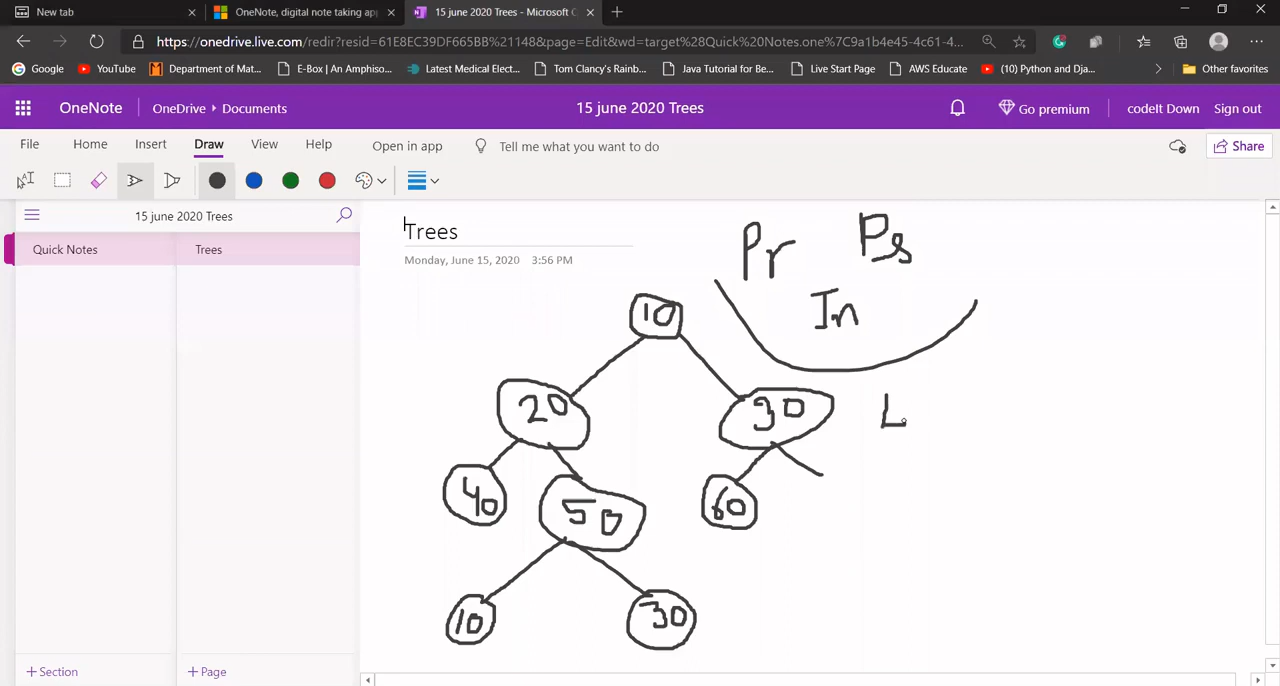 New tab
OneNote, digital note taking app
15 june 2020 Trees - Microsoft C
https://onedrive.live.com/redir?resid=61E8EC39DF665BB%21148&page=Edit&wd=target%28Quick%20Notes.one%7C9a1b4e45-4c61-4...
Google YouTube Department of Mat... E-Box | An Amphiso... Latest Medical Elect... Tom Clancy's Rainb... Java Tutorial for Be... Live Start Page AWS Educate (10) Python and Dja... Other favorites
OneNote OneDrive Documents 15 june 2020 Trees Go premium codeIt Down Sign out
File Home Insert Draw View Help Open in app Tell me what you want to do Share
15 june 2020 Trees
Quick Notes Trees
Trees
Monday, June 15, 2020 3:56 PM
Pr Ps
In
10
20 30 L
40 50 60
10 30
+ Section + Page